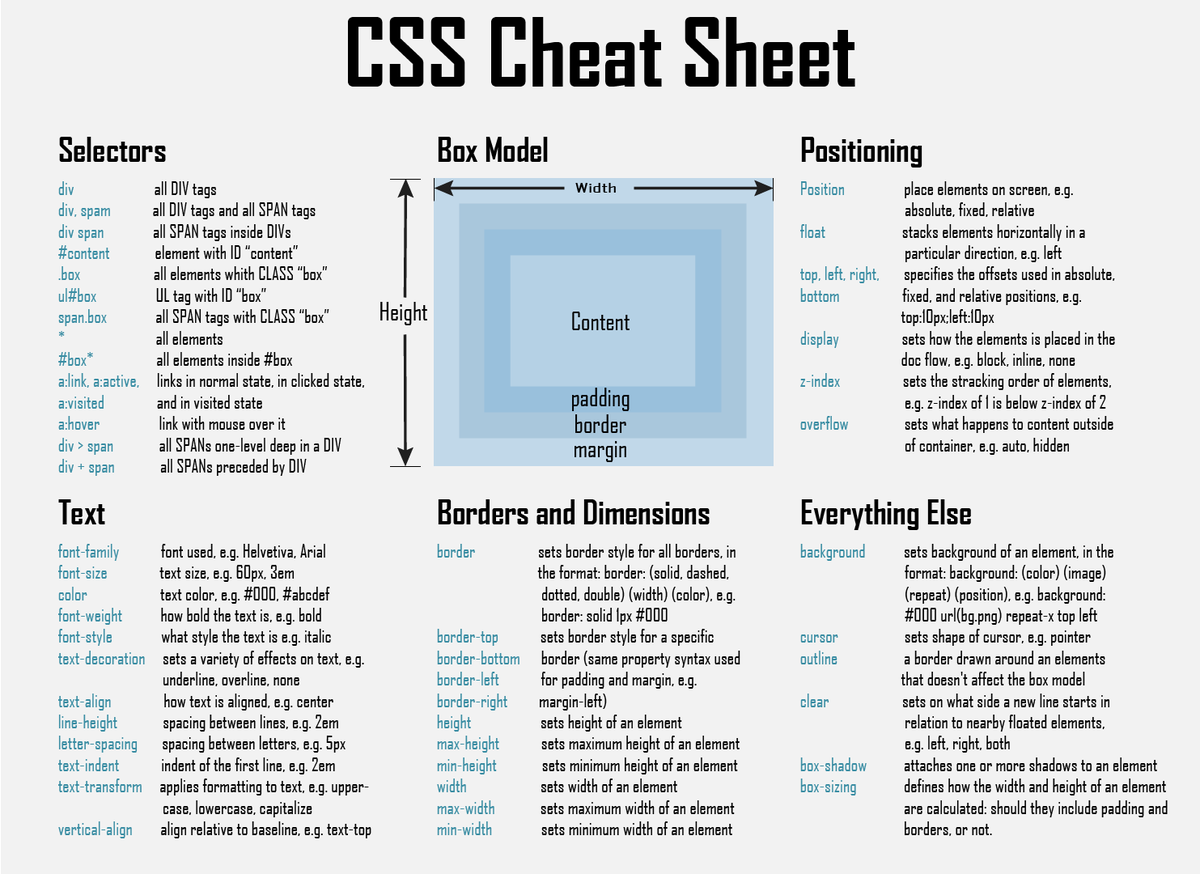 CSS Cheat Sheet
Selectors
div all DIV tags
div, spam all DIV tags and all SPAN tags
div span all SPAN tags inside DIVs
#content element with ID “content”
.box all elements whith CLASS “box”
ul#box UL tag with ID “box”
span.box all SPAN tags with CLASS “box”
* all elements
#box* all elements inside #box
a:link, a:active, links in normal state, in clicked state,
a:visited and in visited state
a:hover link with mouse over it
div > span all SPANs one-level deep in a DIV
div + span all SPANs preceded by DIV
Box Model
Width
Height
Content
padding
border
margin
Positioning
Position place elements on screen, e.g.
absolute, fixed, relative
float stacks elements horizontally in a
particular direction, e.g. left
top, left, right, specifies the offsets used in absolute,
bottom fixed, and relative positions, e.g.
top:10px;left:10px
display sets how the elements is placed in the
doc flow, e.g. block, inline, none
z-index sets the stracking order of elements,
e.g. z-index of 1 is below z-index of 2
overflow sets what happens to content outside
of container, e.g. auto, hidden
Text
font-family font used, e.g. Helvetiva, Arial
font-size text size, e.g. 60px, 3em
color text color, e.g. #000, #abcdef
font-weight how bold the text is, e.g. bold
font-style what style the text is e.g. italic
text-decoration sets a variety of effects on text, e.g.
underline, overline, none
text-align how text is aligned, e.g. center
line-height spacing between lines, e.g. 2em
letter-spacing spacing between letters, e.g. 5px
text-indent indent of the first line, e.g. 2em
text-transform applies formatting to text, e.g. upper-
case, lowercase, capitalize
vertical-align align relative to baseline, e.g. text-top
Borders and Dimensions
border sets border style for all borders, in
the format: border: (solid, dashed,
dotted, double) (width) (color), e.g.
border: solid 1px #000
border-top sets border style for a specific
border-bottom border (same property syntax used
border-left for padding and margin, e.g.
border-right margin-left)
height sets height of an element
max-height sets maximum height of an element
min-height sets minimum height of an element
width sets width of an element
max-width sets maximum width of an element
min-width sets minimum width of an element
Everything Else
background sets background of an element, in the
format: background: (color) (image)
(repeat) (position), e.g. background:
#000 url(bg.png) repeat-x top left
cursor sets shape of cursor, e.g. pointer
outline a border drawn around an elements
that doesn't affect the box model
clear sets on what side a new line starts in
relation to nearby floated elements,
e.g. left, right, both
box-shadow attaches one or more shadows to an element
box-sizing defines how the width and height of an element
are calculated: should they include padding and
borders, or not.